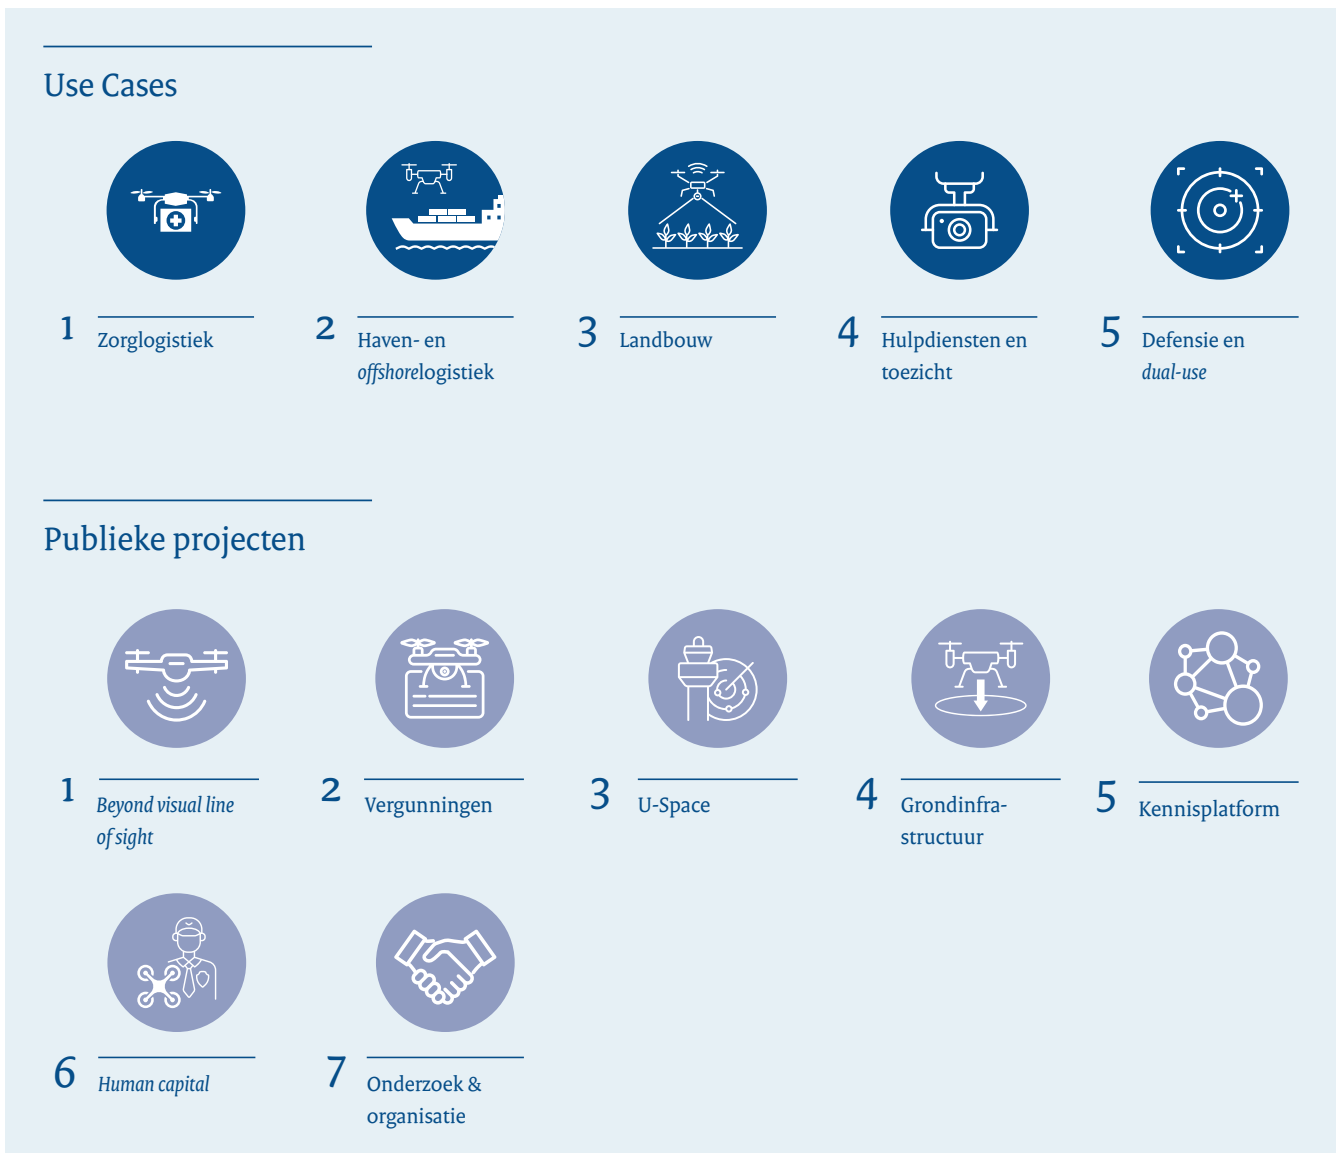 Use Cases
1 Zorglogistiek
2 Haven- en
offshorelogistiek
3 Landbouw
4 Hulpdiensten en
toezicht
5 Defensie en
dual-use
Publieke projecten
1 Beyond visual line
of sight
2 Vergunningen
3 U-Space
4 Grondinfra-
structuur
5 Kennisplatform
6 Human capital
7 Onderzoek &
organisatie